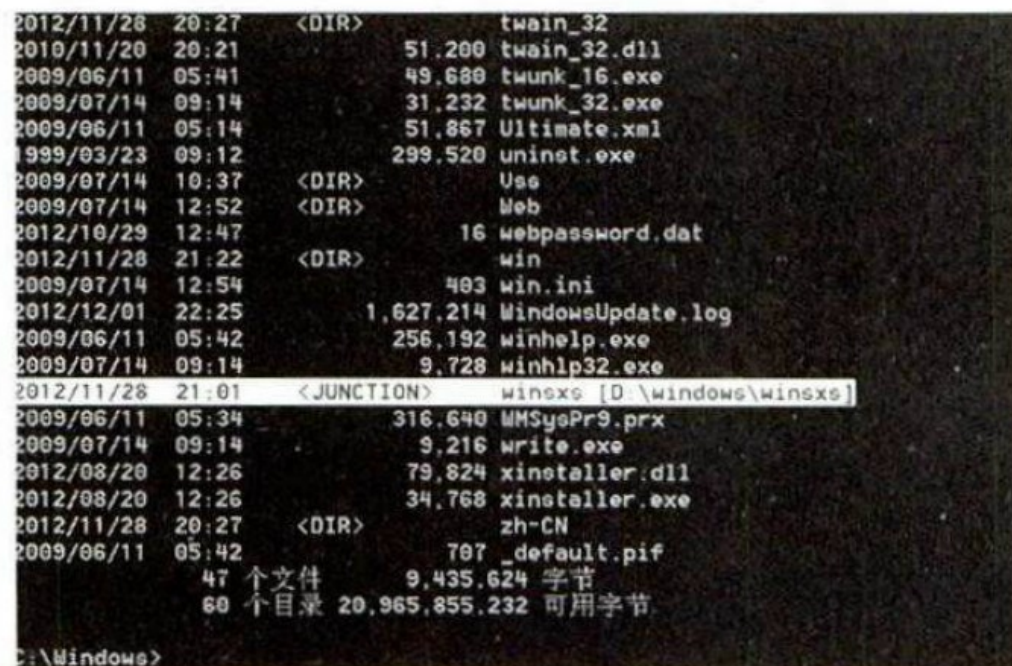 2012/11/28  20:27    <DIR>          twain_32
2010/11/20  20:21            51,200 twain_32.dll
2009/06/11  05:41            49,680 twunk_16.exe
2009/07/14  09:14            31,232 twunk_32.exe
2009/06/11  05:14            51,867 Ultimate.xml
1999/03/23  09:12           299,520 uninst.exe
2009/07/14  10:37    <DIR>          Vss
2009/07/14  12:52    <DIR>          Web
2012/10/29  12:47                16 webpassword.dat
2012/11/28  21:22    <DIR>          win
2009/07/14  12:54               403 win.ini
2012/12/01  22:25         1,627,214 WindowsUpdate.log
2009/06/11  05:42           256,192 winhelp.exe
2009/07/14  09:14             9,728 winhlp32.exe
2012/11/28  21:01    <JUNCTION>     winsxs [D:\windows\winsxs]
2009/06/11  05:34           316,640 WMSysPr9.prx
2009/07/14  09:14             9,216 write.exe
2012/08/20  12:26            79,824 xinstaller.dll
2012/08/20  12:26            34,768 xinstaller.exe
2012/11/28  20:27    <DIR>          zh-CN
2009/06/11  05:42               707 _default.pif
47 个文件      9,435,624 字节
60 个目录 20,965,855,232 可用字节
C:\Windows>